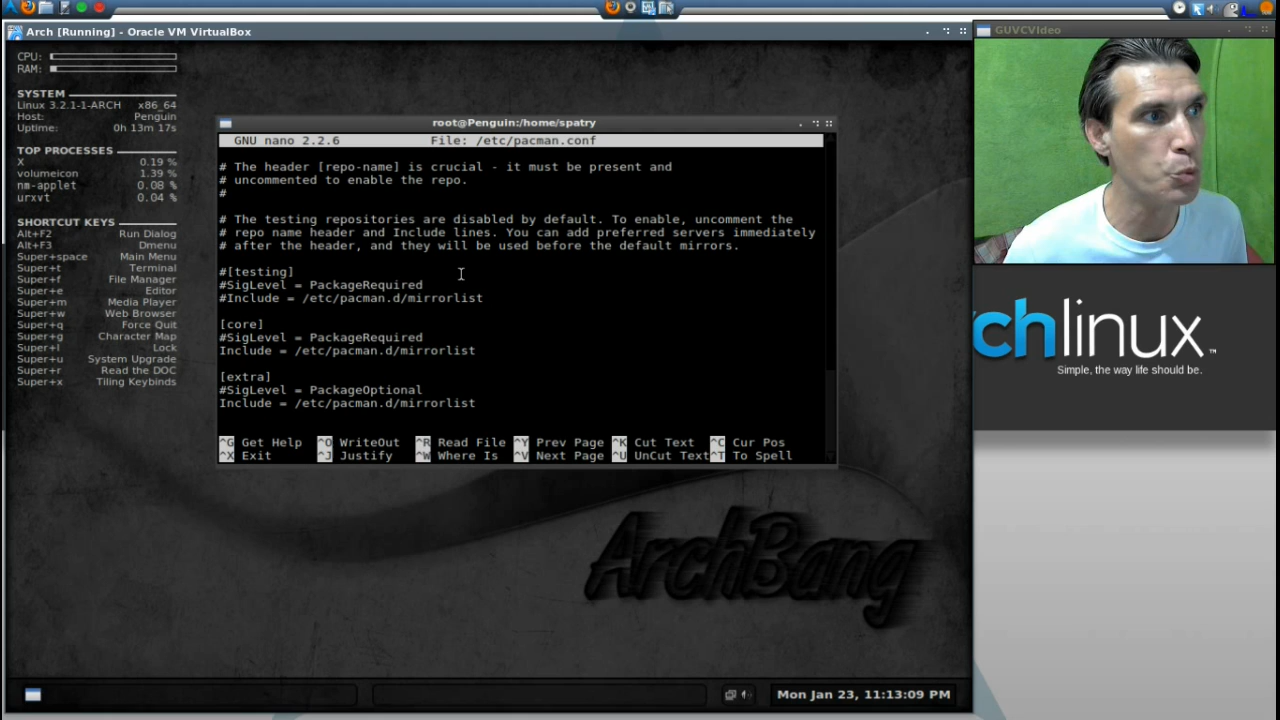 Arch [Running] - Oracle VM VirtualBox
GUVCVideo
CPU:
RAM:
SYSTEM
Linux 3.2.1-1-ARCH x86_64
Host: Penguin
Uptime: 0h 13m 17s
TOP PROCESSES
X 0.19 %
volumeicon 1.39 %
nm-applet 0.08 %
urxvt 0.04 %
SHORTCUT KEYS
Alt+F2 Run Dialog
Alt+F3 Dmenu
Super+space Main Menu
Super+t Terminal
Super+f File Manager
Super+e Editor
Super+m Media Player
Super+w Web Browser
Super+q Force Quit
Super+g Character Map
Super+l Lock
Super+u System Upgrade
Super+r Read the DOC
Super+x Tiling Keybinds
root@Penguin:/home/spatry
GNU nano 2.2.6 File: /etc/pacman.conf
# The header [repo-name] is crucial - it must be present and
# uncommented to enable the repo.
#
# The testing repositories are disabled by default. To enable, uncomment the
# repo name header and Include lines. You can add preferred servers immediately
# after the header, and they will be used before the default mirrors.
#[testing]
#SigLevel = PackageRequired
#Include = /etc/pacman.d/mirrorlist
[core]
#SigLevel = PackageRequired
Include = /etc/pacman.d/mirrorlist
[extra]
#SigLevel = PackageOptional
Include = /etc/pacman.d/mirrorlist
^G Get Help ^O WriteOut ^R Read File ^Y Prev Page ^K Cut Text ^C Cur Pos
^X Exit ^J Justify ^W Where Is ^V Next Page ^U UnCut Text ^T To Spell
chlinux™
Simple, the way life should be.
ArchBang
Mon Jan 23, 11:13:09 PM